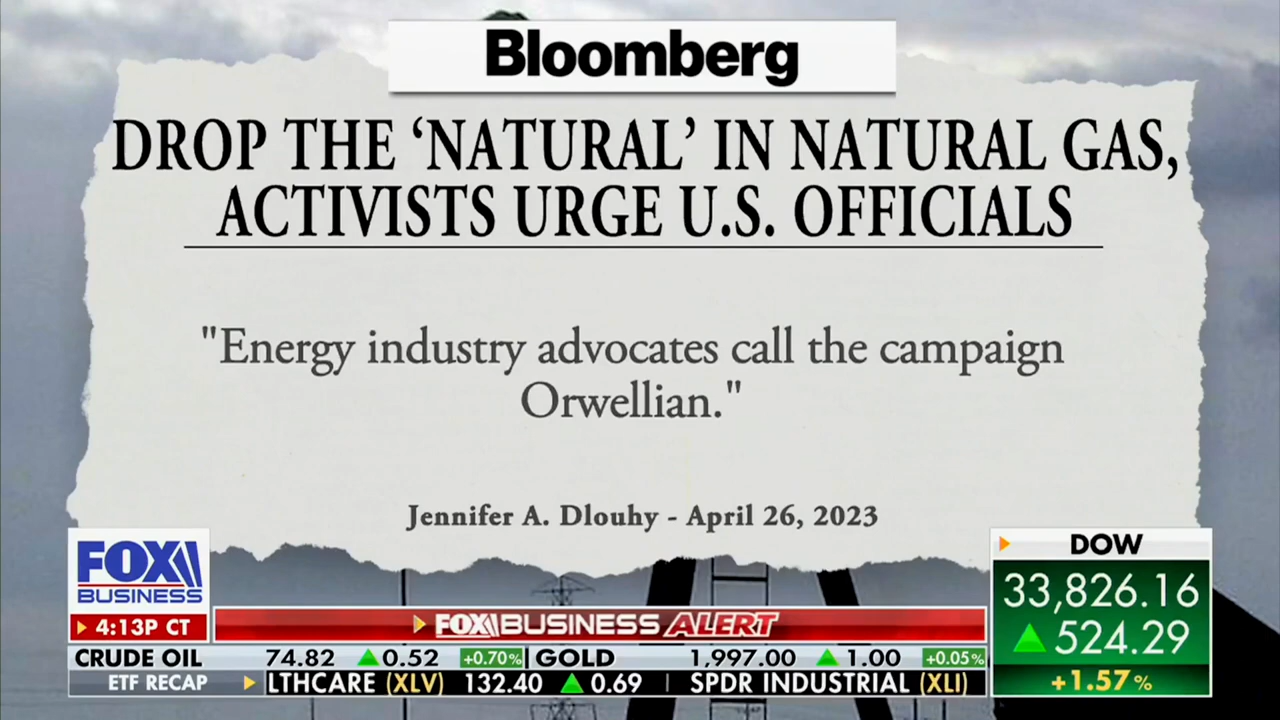 Bloomberg
DROP THE ‘NATURAL’ IN NATURAL GAS,
ACTIVISTS URGE U.S. OFFICIALS
"Energy industry advocates call the campaign
Orwellian."
Jennifer A. Dlouhy - April 26, 2023
FOX
BUSINESS
4:13P CT
FOX BUSINESS ALERT
DOW
33,826.16
524.29
+1.57%
CRUDE OIL 74.82 0.52 +0.70% GOLD 1,997.00 1.00 +0.05%
ETF RECAP LTHCARE (XLV) 132.40 0.69 SPDR INDUSTRIAL (XLI)